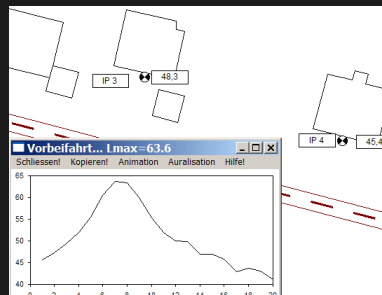 IP 3
48,3
IP 4
45,4
Vorbeifahrt... Lmax=63.6
Schliessen! Kopieren! Animation Auralisation Hilfe!
65
60
55
50
45
40
0 2 4 6 8 10 12 14 16 18 20